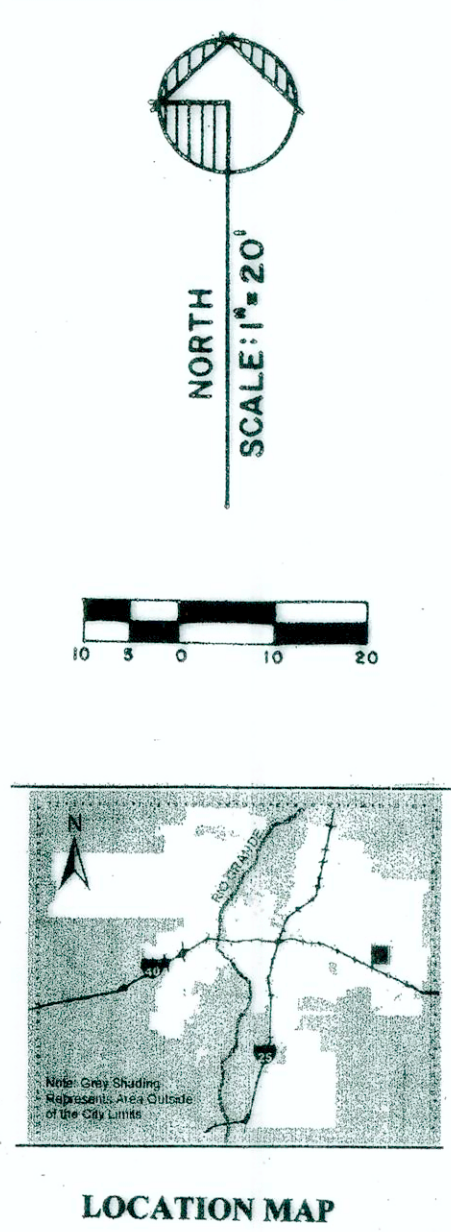 NORTH
SCALE: 1" = 20'
10 5 0 10 20
N
RIO GRANDE
40
25
Note: Grey Shading
Represents Area Outside
of the City Limits
LOCATION MAP